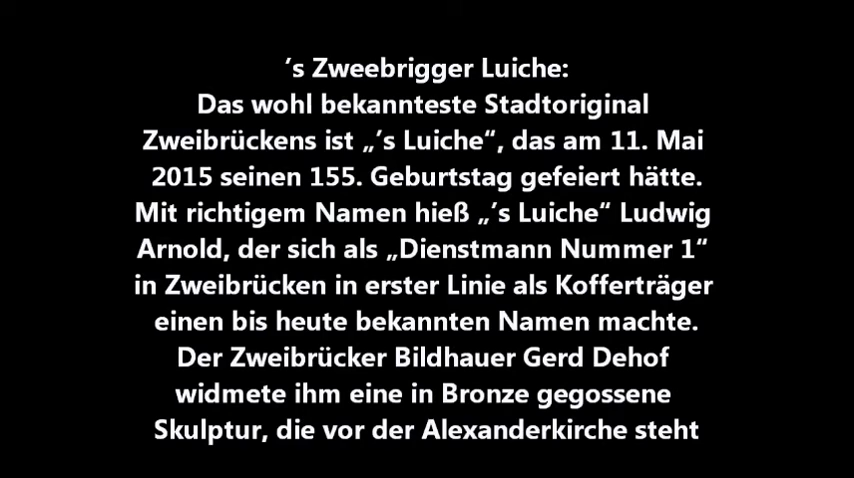 ’s Zweebrigger Luiche:
Das wohl bekannteste Stadtoriginal
Zweibrückens ist „’s Luiche“, das am 11. Mai
2015 seinen 155. Geburtstag gefeiert hätte.
Mit richtigem Namen hieß „’s Luiche“ Ludwig
Arnold, der sich als „Dienstmann Nummer 1“
in Zweibrücken in erster Linie als Kofferträger
einen bis heute bekannten Namen machte.
Der Zweibrücker Bildhauer Gerd Dehof
widmete ihm eine in Bronze gegossene
Skulptur, die vor der Alexanderkirche steht